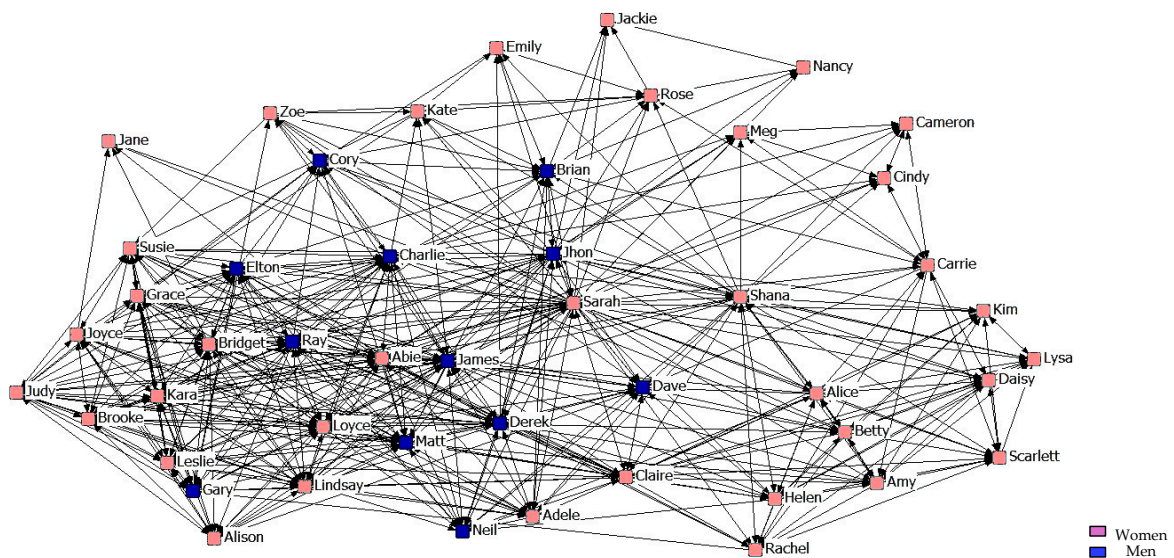 Jackie
Emily
Nancy
Rose
Zoe
Kate
Cameron
Meg
Jane
Cory
Brian
Cindy
Susie
Charlie
Jhon
Elton
Carrie
Grace
Sarah
Shana
Kim
Joyce
Bridget
Ray
Abie
James
Lysa
Daisy
Dave
Judy
Kara
Alice
Brooke
Loyce
Derek
Betty
Matt
Leslie
Scarlett
Claire
Gary
Lindsay
Amy
Helen
Adele
Neil
Alison
Rachel
Women
Men